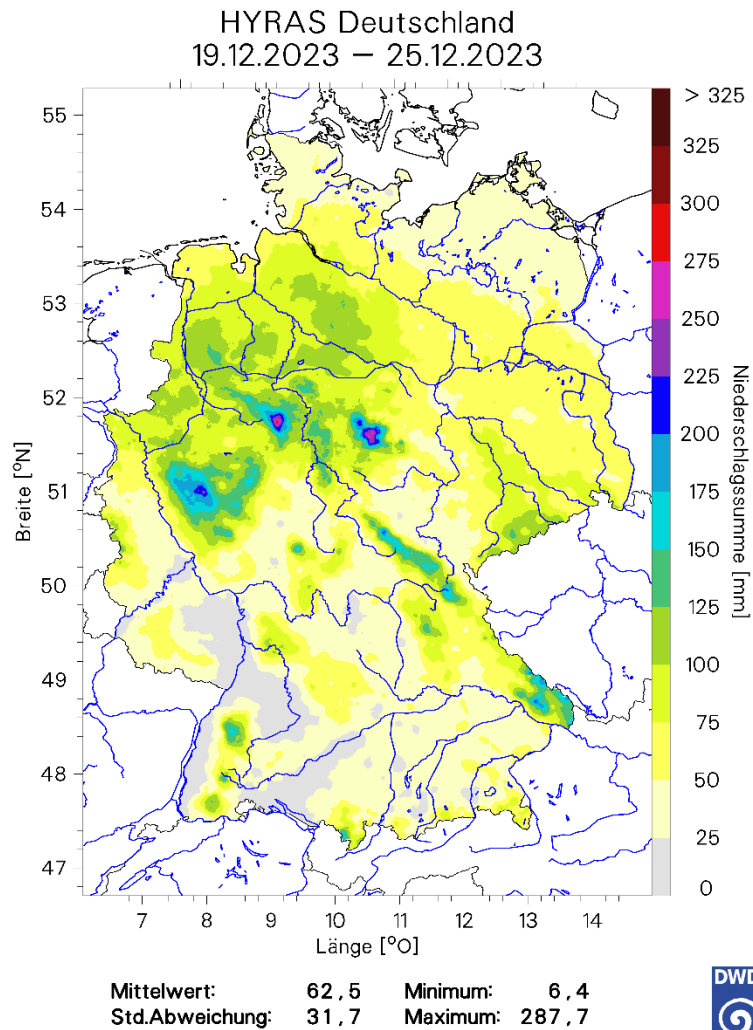 HYRAS Deutschland
19.12.2023 – 25.12.2023
> 325
325
300
275
250
225
200
175
150
125
100
75
50
25
0
Niederschlagssumme [mm]
55
54
53
52
51
50
49
48
47
Breite [°N]
7 8 9 10 11 12 13 14
Länge [°O]
Mittelwert: 62,5 Minimum: 6,4
Std.Abweichung: 31,7 Maximum: 287,7
DWD